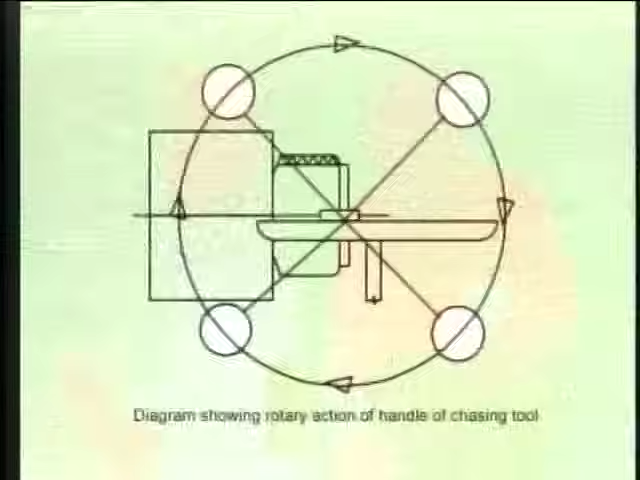 Diagram showing rotary action of handle of chasing tool